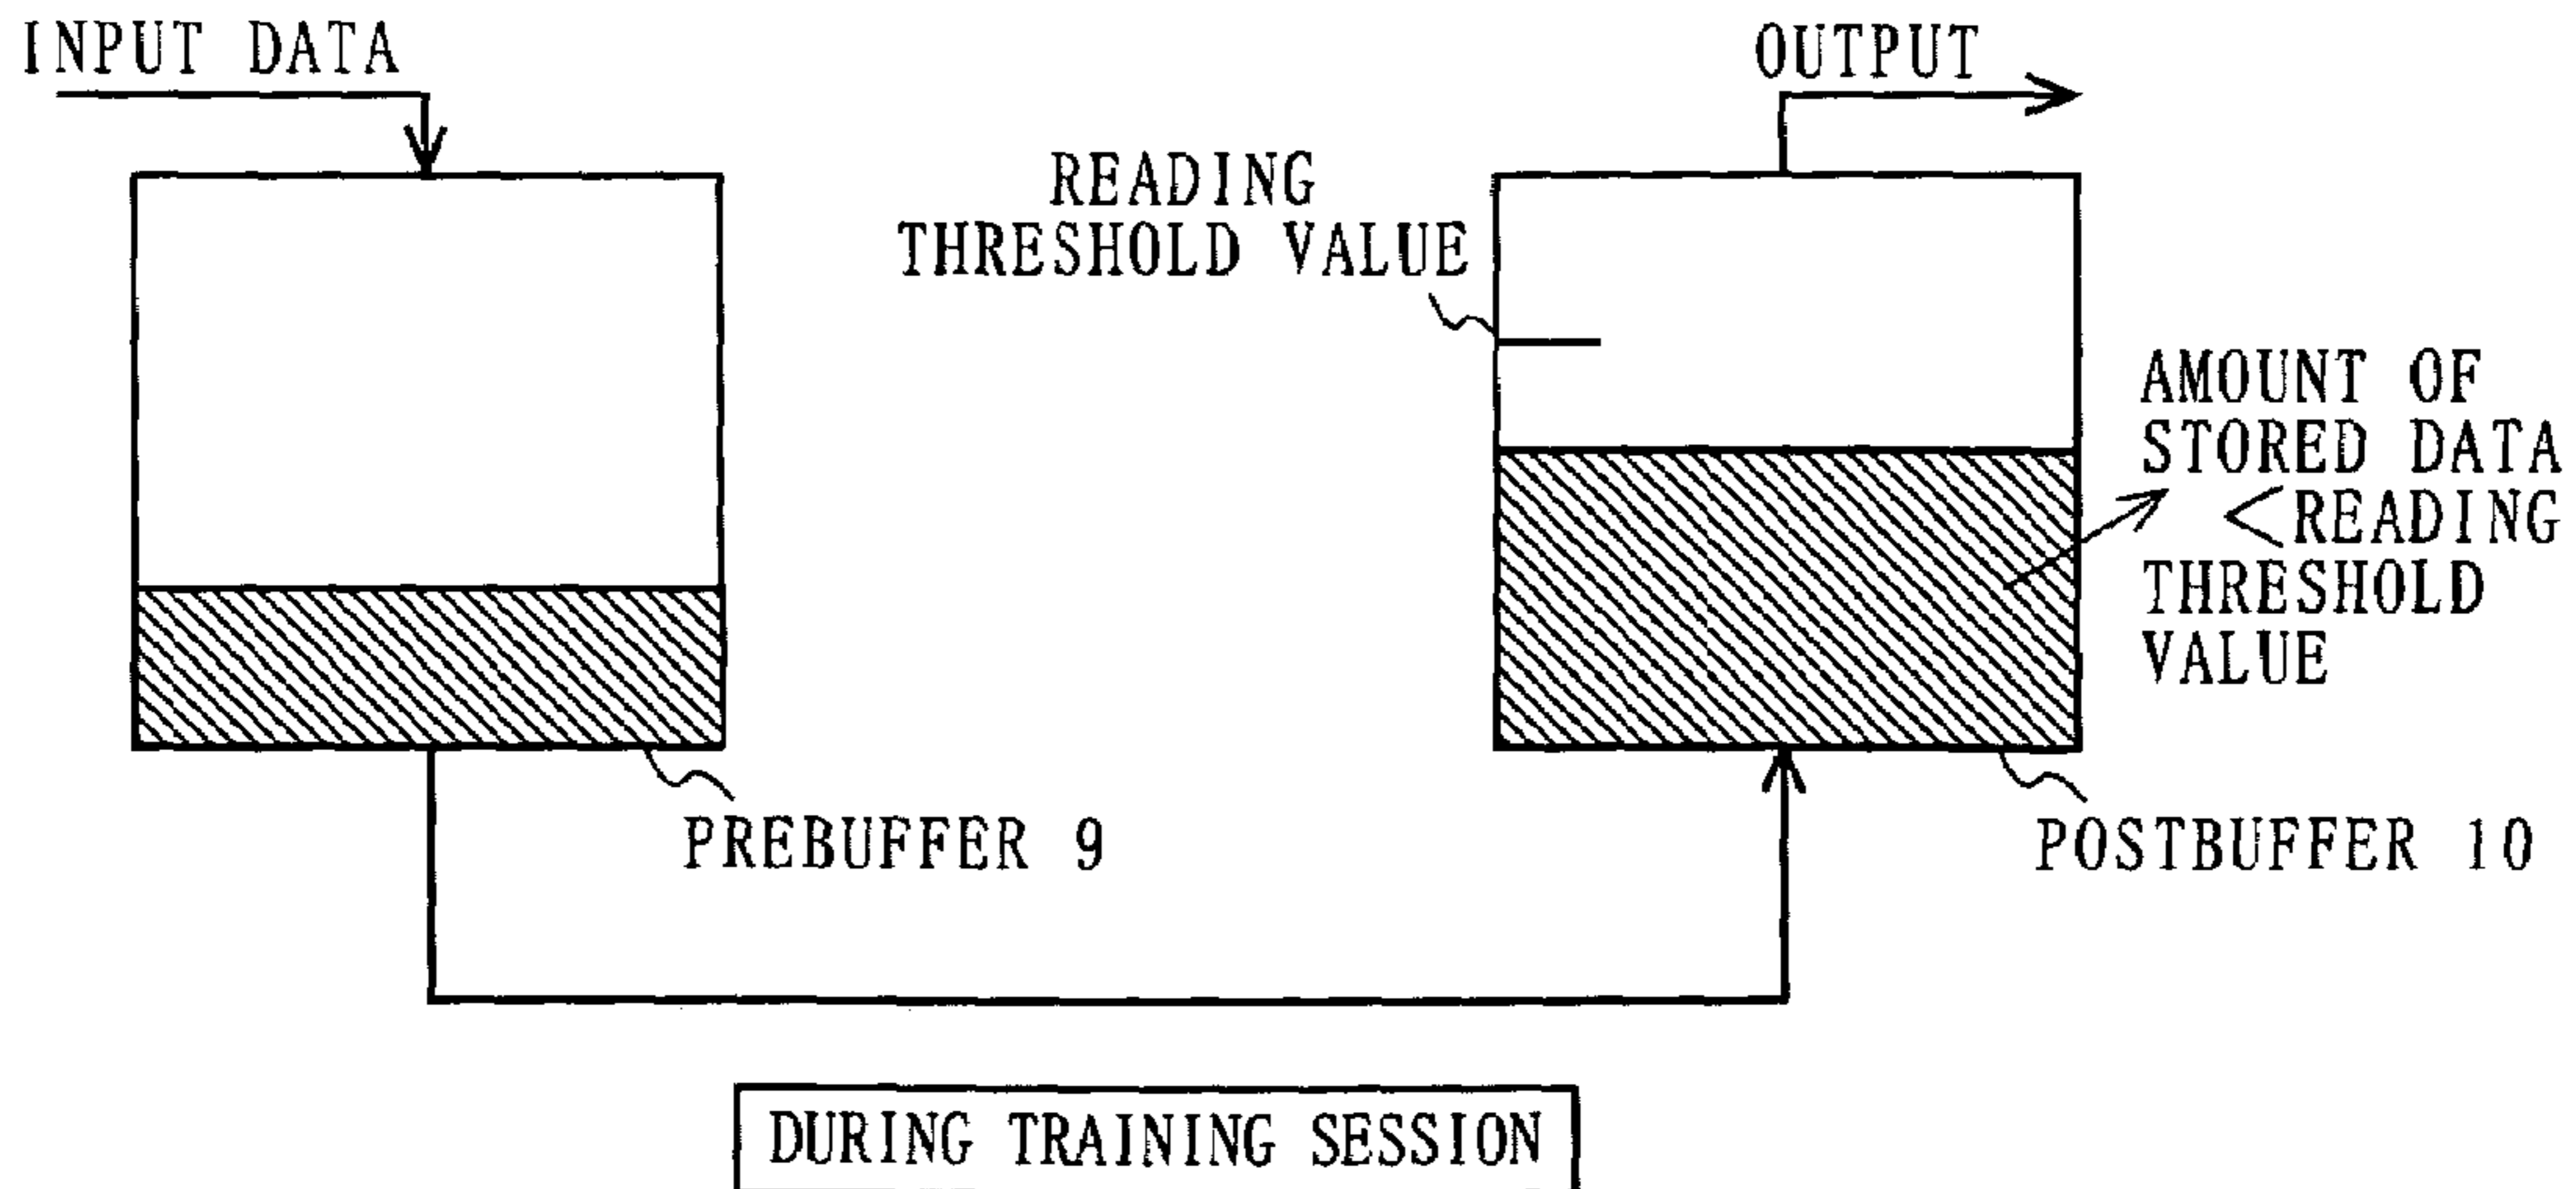 INPUT DATA
OUTPUT
READING
THRESHOLD VALUE
AMOUNT OF
STORED DATA
<READING
THRESHOLD
VALUE
PREBUFFER 9
POSTBUFFER 10
DURING TRAINING SESSION